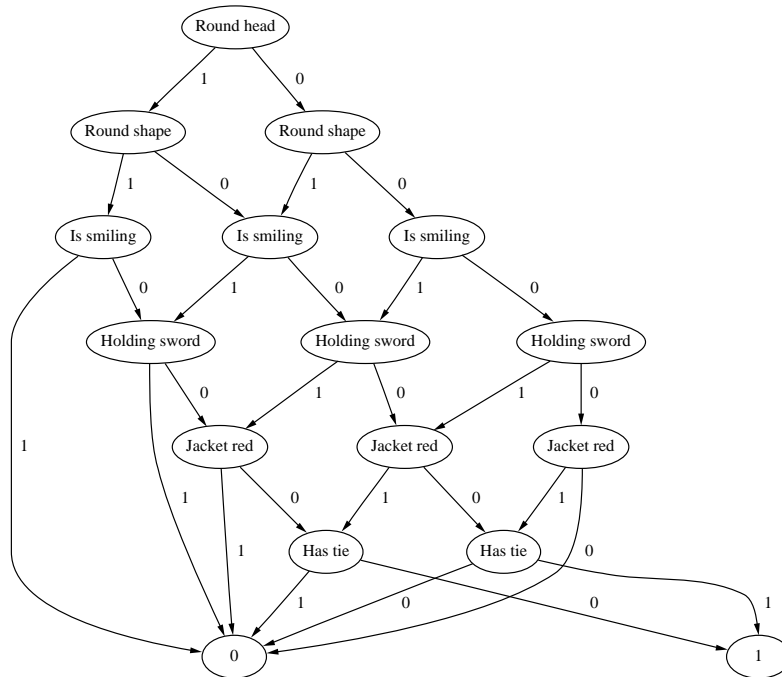 Round head
1 0
Round shape Round shape
1 0 1 0
Is smiling Is smiling Is smiling
0 1 0 1 0
Holding sword Holding sword Holding sword
0 1 0 1 0
1 Jacket red Jacket red Jacket red
1 0 1 0 1
1 Has tie Has tie 0
1 0 0 1
0 1